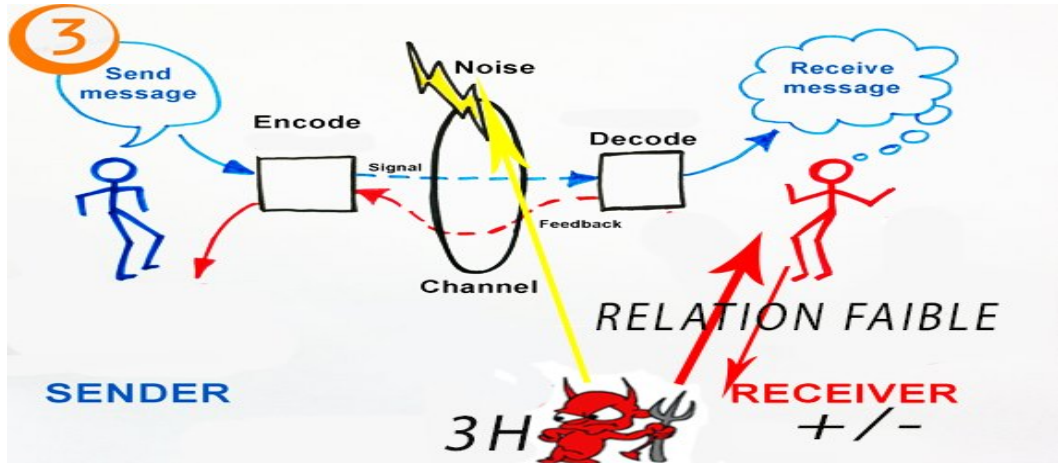 3
Send
message
Noise
Receive
message
Encode
Decode
Signal
Feedback
Channel
RELATION FAIBLE
SENDER
RECEIVER
3H
+/-